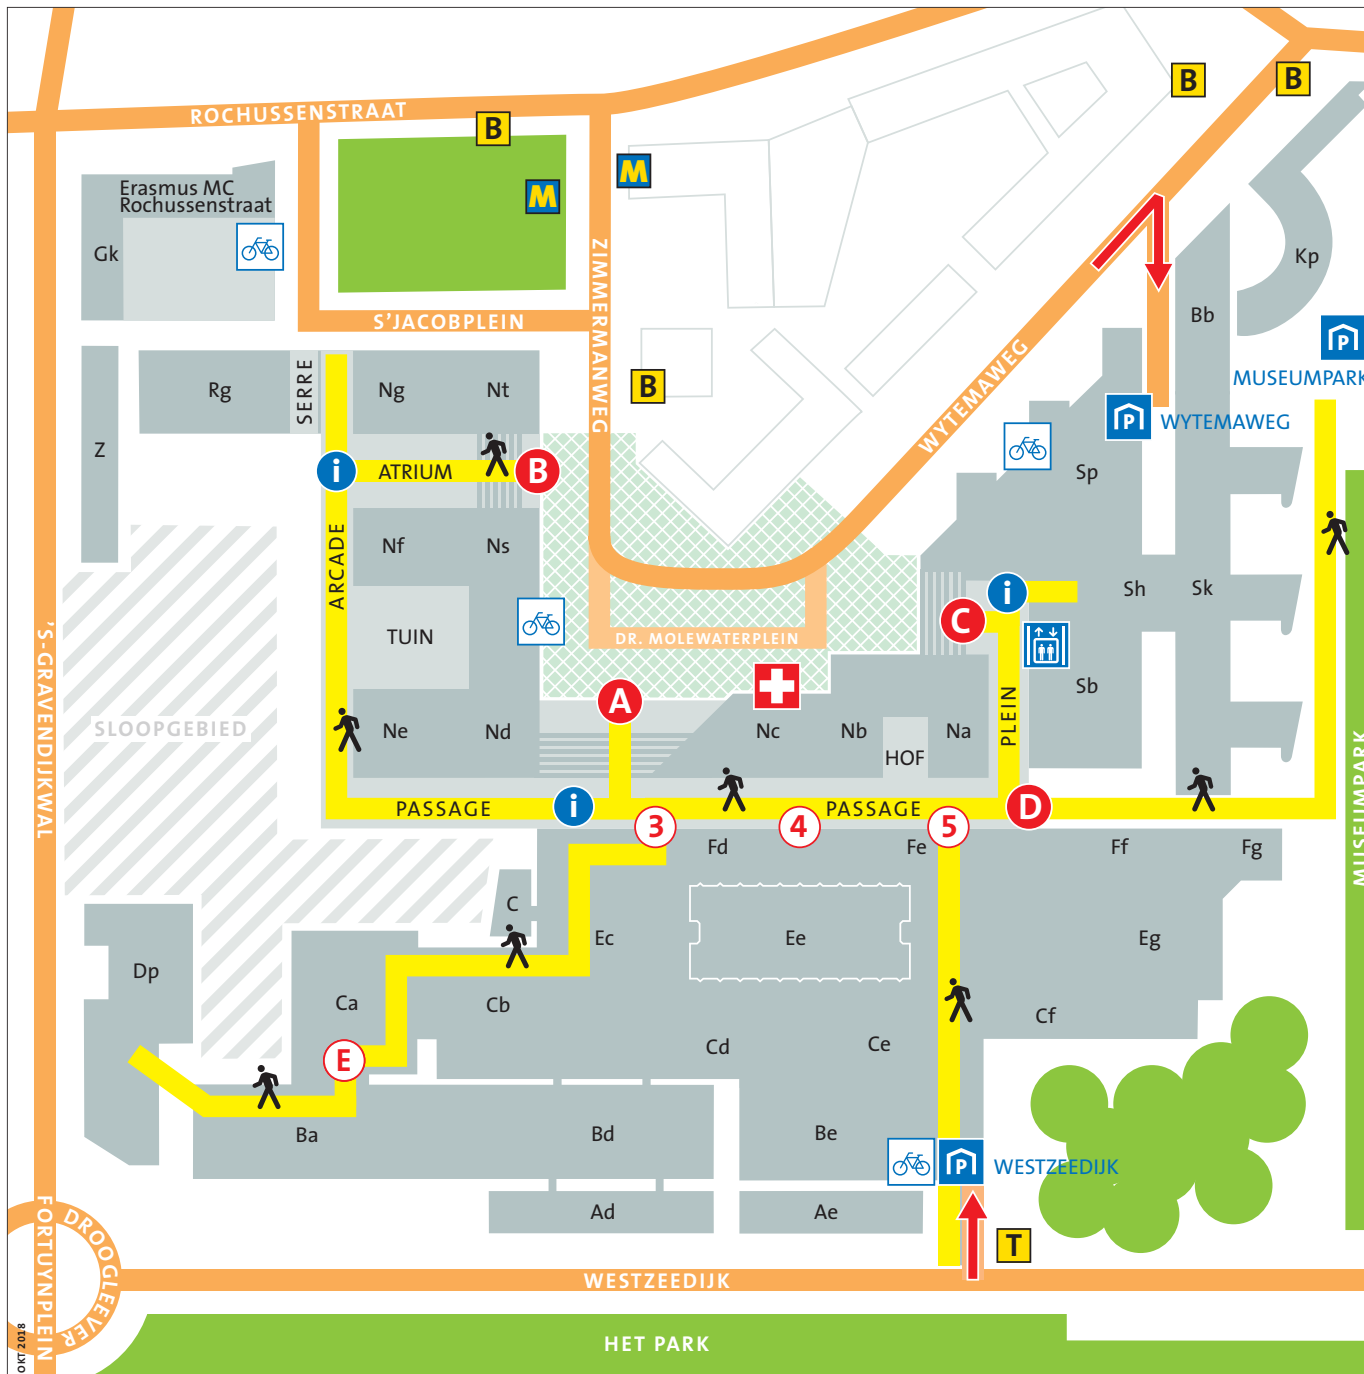 B
B
ROCHUSSENSTRAAT
B
M
M
Erasmus MC
Rochussenstraat
Gk
Kp
ZIMMERMANWEG
S'JACOBPLEIN
Bb
P
MUSEUMPARK
WYTEMAWEG
Rg
SERRE
Ng
Nt
B
P
WYTEMAWEG
Z
i
ATRIUM
B
Sp
ARCADE
Nf
Ns
i
Sh
Sk
C
TUIN
DR. MOLEWATERPLEIN
'S-GRAVENDIJKWAL
SLOOPGEBIED
A
Sb
PLEIN
Ne
Nd
Nc
Nb
HOF
Na
PASSAGE
i
PASSAGE
D
3
4
5
MUSEUMPARK
Fd
Fe
Ff
Fg
C
Ec
Ee
Eg
Dp
Ca
Cb
Cd
Ce
Cf
E
Ba
Bd
Be
P
WESTZEEDIJK
Ad
Ae
T
DROOGLEEVER
FORTUYNPLEIN
WESTZEEDIJK
HET PARK
OKT 2018